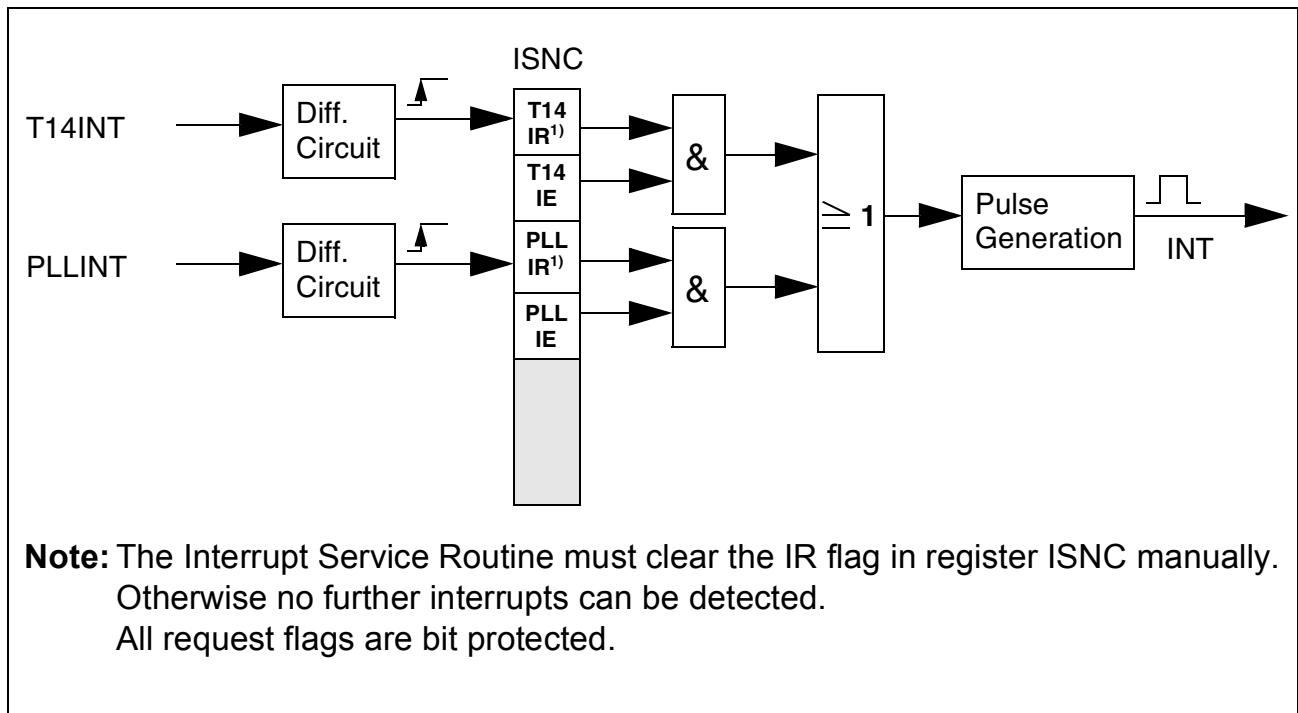 ISNC
T14INT
Diff.
Circuit
T14
IR1)
T14
IE
&
PLLINT
Diff.
Circuit
PLL
IR1)
PLL
IE
&
≥ 1
Pulse
Generation
INT
Note: The Interrupt Service Routine must clear the IR flag in register ISNC manually.
Otherwise no further interrupts can be detected.
All request flags are bit protected.